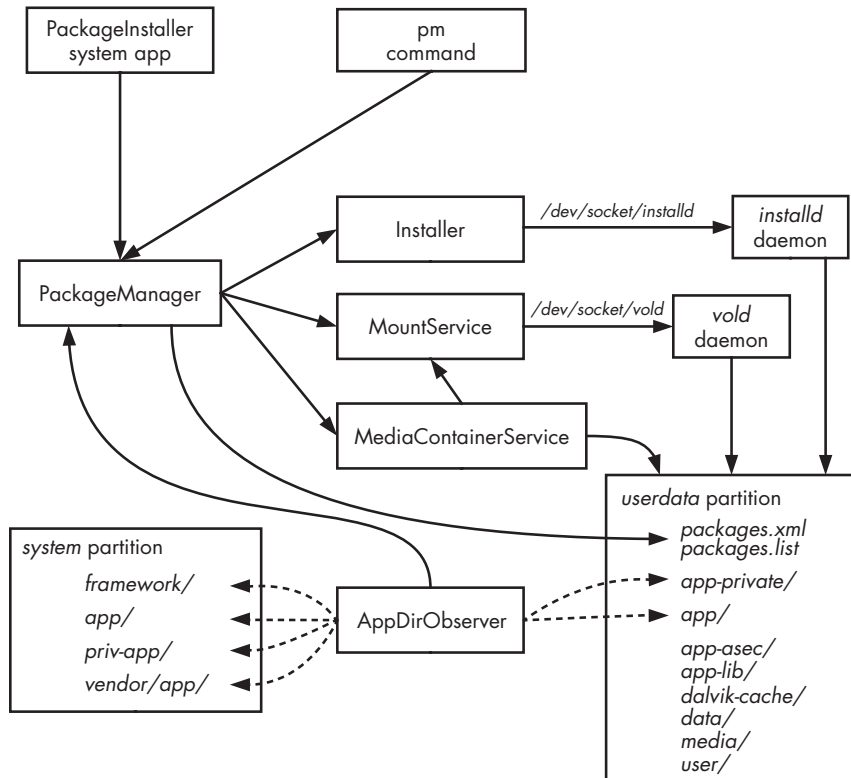 PackageInstaller
system app
pm
command
Installer
/dev/socket/installd
installd
daemon
PackageManager
MountService
/dev/socket/vold
vold
daemon
MediaContainerService
userdata partition
packages.xml
packages.list
app-private/
app/
app-asec/
app-lib/
dalvik-cache/
data/
media/
user/
system partition
framework/
app/
priv-app/
vendor/app/
AppDirObserver